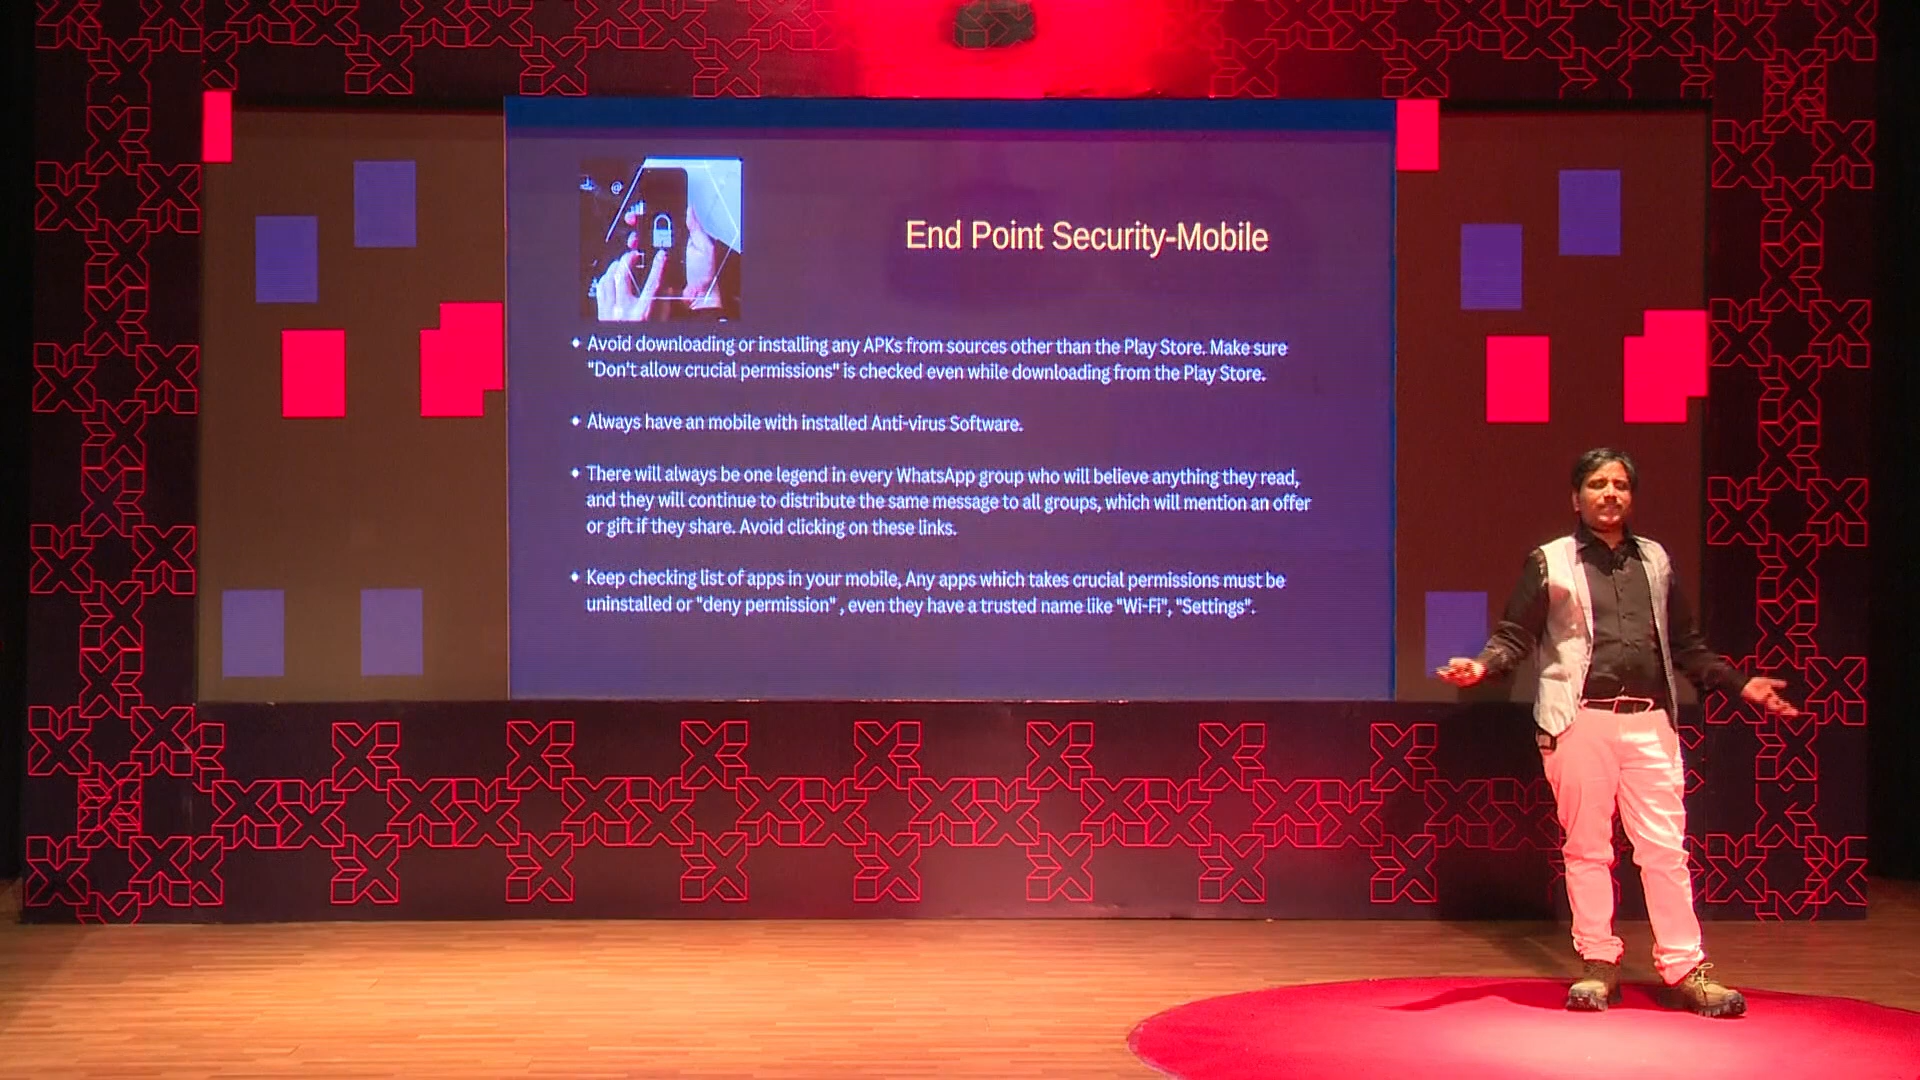 End Point Security-Mobile
• Avoid downloading or installing any APKs from sources other than the Play Store. Make sure
"Don't allow crucial permissions" is checked even while downloading from the Play Store.
• Always have an mobile with installed Anti-virus Software.
• There will always be one legend in every WhatsApp group who will believe anything they read,
and they will continue to distribute the same message to all groups, which will mention an offer
or gift if they share. Avoid clicking on these links.
• Keep checking list of apps in your mobile, Any apps which takes crucial permissions must be
uninstalled or "deny permission" , even they have a trusted name like "Wi-Fi", "Settings".